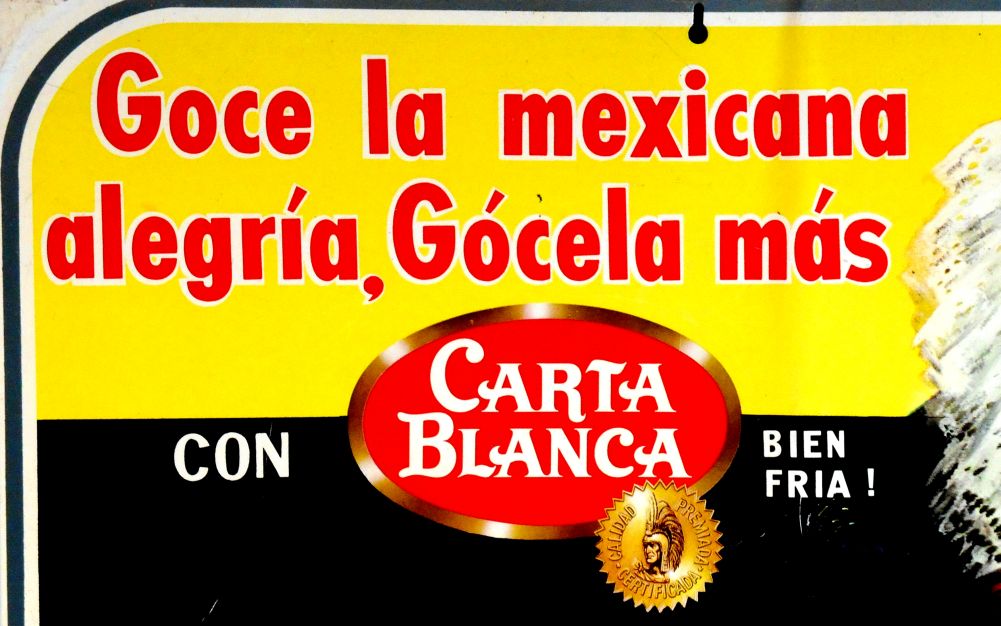 Goce la mexicana
alegría, Gócela más
CARTA
BLANCA
CON
BIEN
FRIA !
CALIDAD PREMIADA
CERTIFICADA